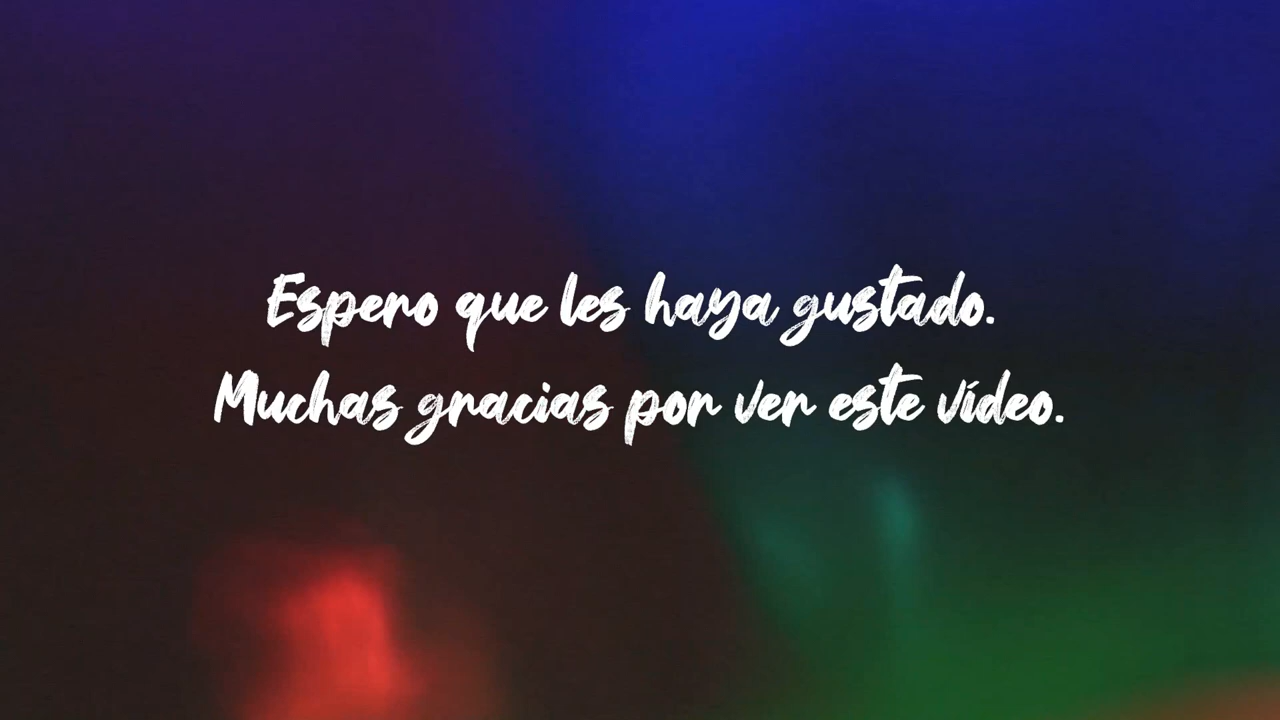 Espero que les haya gustado.
Muchas gracias por ver este vídeo.